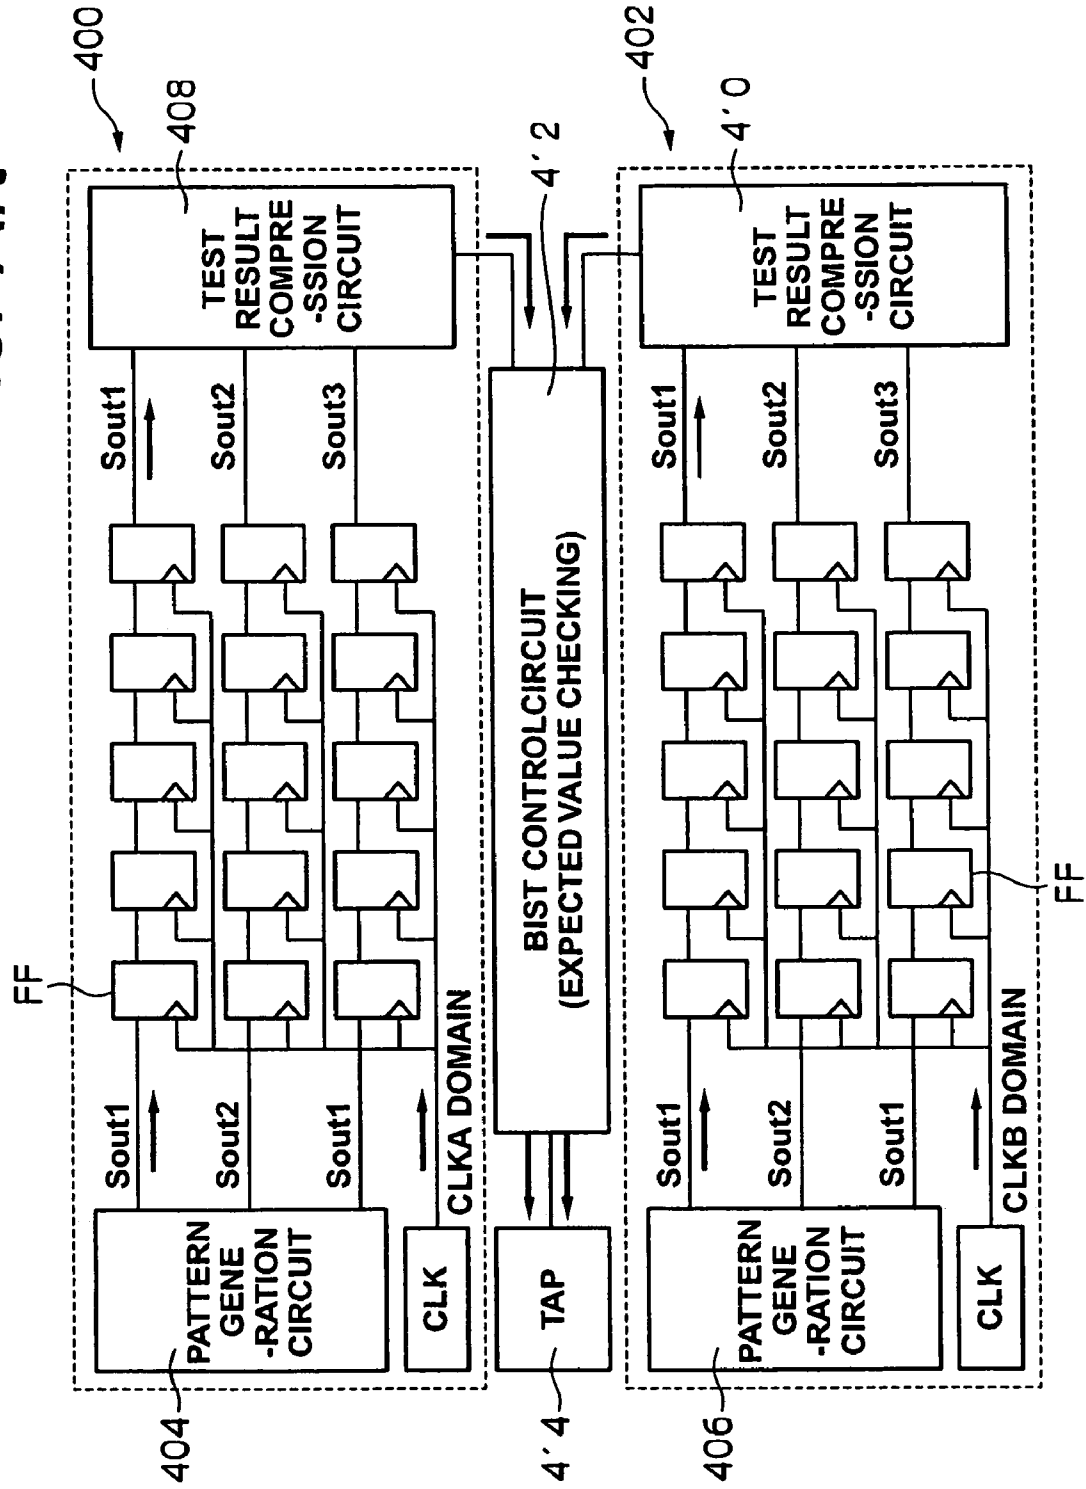 400
408
TEST
RESULT
COMPRE
-SSION
CIRCUIT
Sout1
Sout2
Sout3
FF
Sout1
Sout2
Sout1
PATTERN
GENE
-RATION
CIRCUIT
404
CLK
CLKA DOMAIN
4'2
BIST CONTROLCIRCUIT
(EXPECTED VALUE CHECKING)
TAP
4'4
402
4'0
TEST
RESULT
COMPRE
-SSION
CIRCUIT
Sout1
Sout2
Sout3
FF
Sout1
Sout2
Sout1
PATTERN
GENE
-RATION
CIRCUIT
406
CLK
CLKB DOMAIN